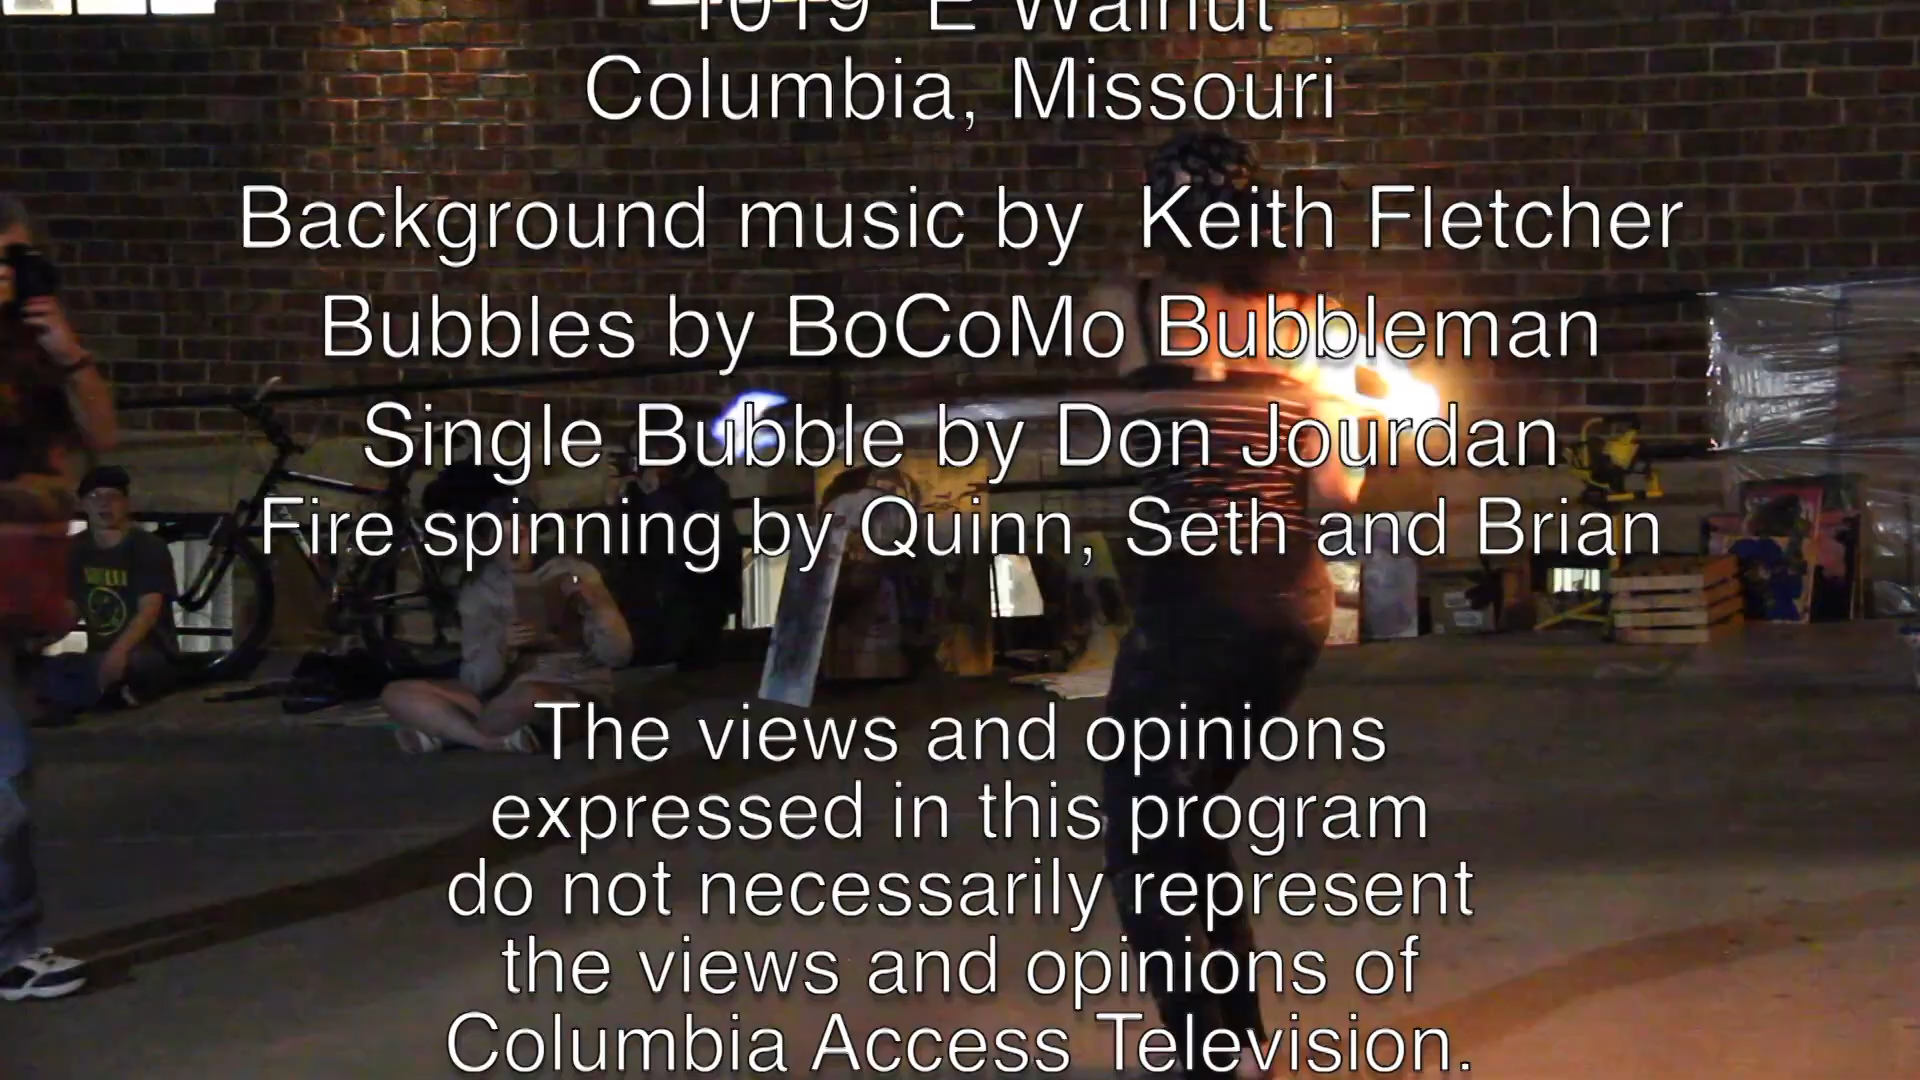 1019 E Walnut
Columbia, Missouri
Background music by Keith Fletcher
Bubbles by BoCoMo Bubbleman
Single Bubble by Don Jourdan
Fire spinning by Quinn, Seth and Brian
The views and opinions
expressed in this program
do not necessarily represent
the views and opinions of
Columbia Access Television.